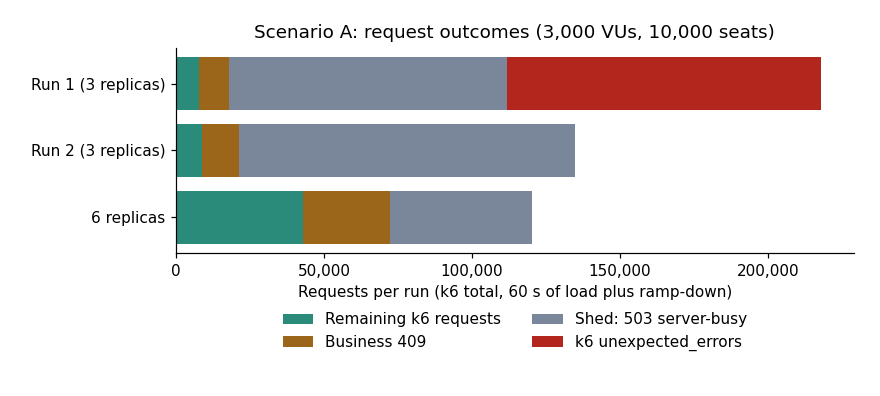 Scenario A: request outcomes (3,000 VUs, 10,000 seats)
Run 1 (3 replicas)
Run 2 (3 replicas)
6 replicas
0 50,000 100,000 150,000 200,000
Requests per run (k6 total, 60 s of load plus ramp-down)
Remaining k6 requests Shed: 503 server-busy
Business 409 k6 unexpected_errors